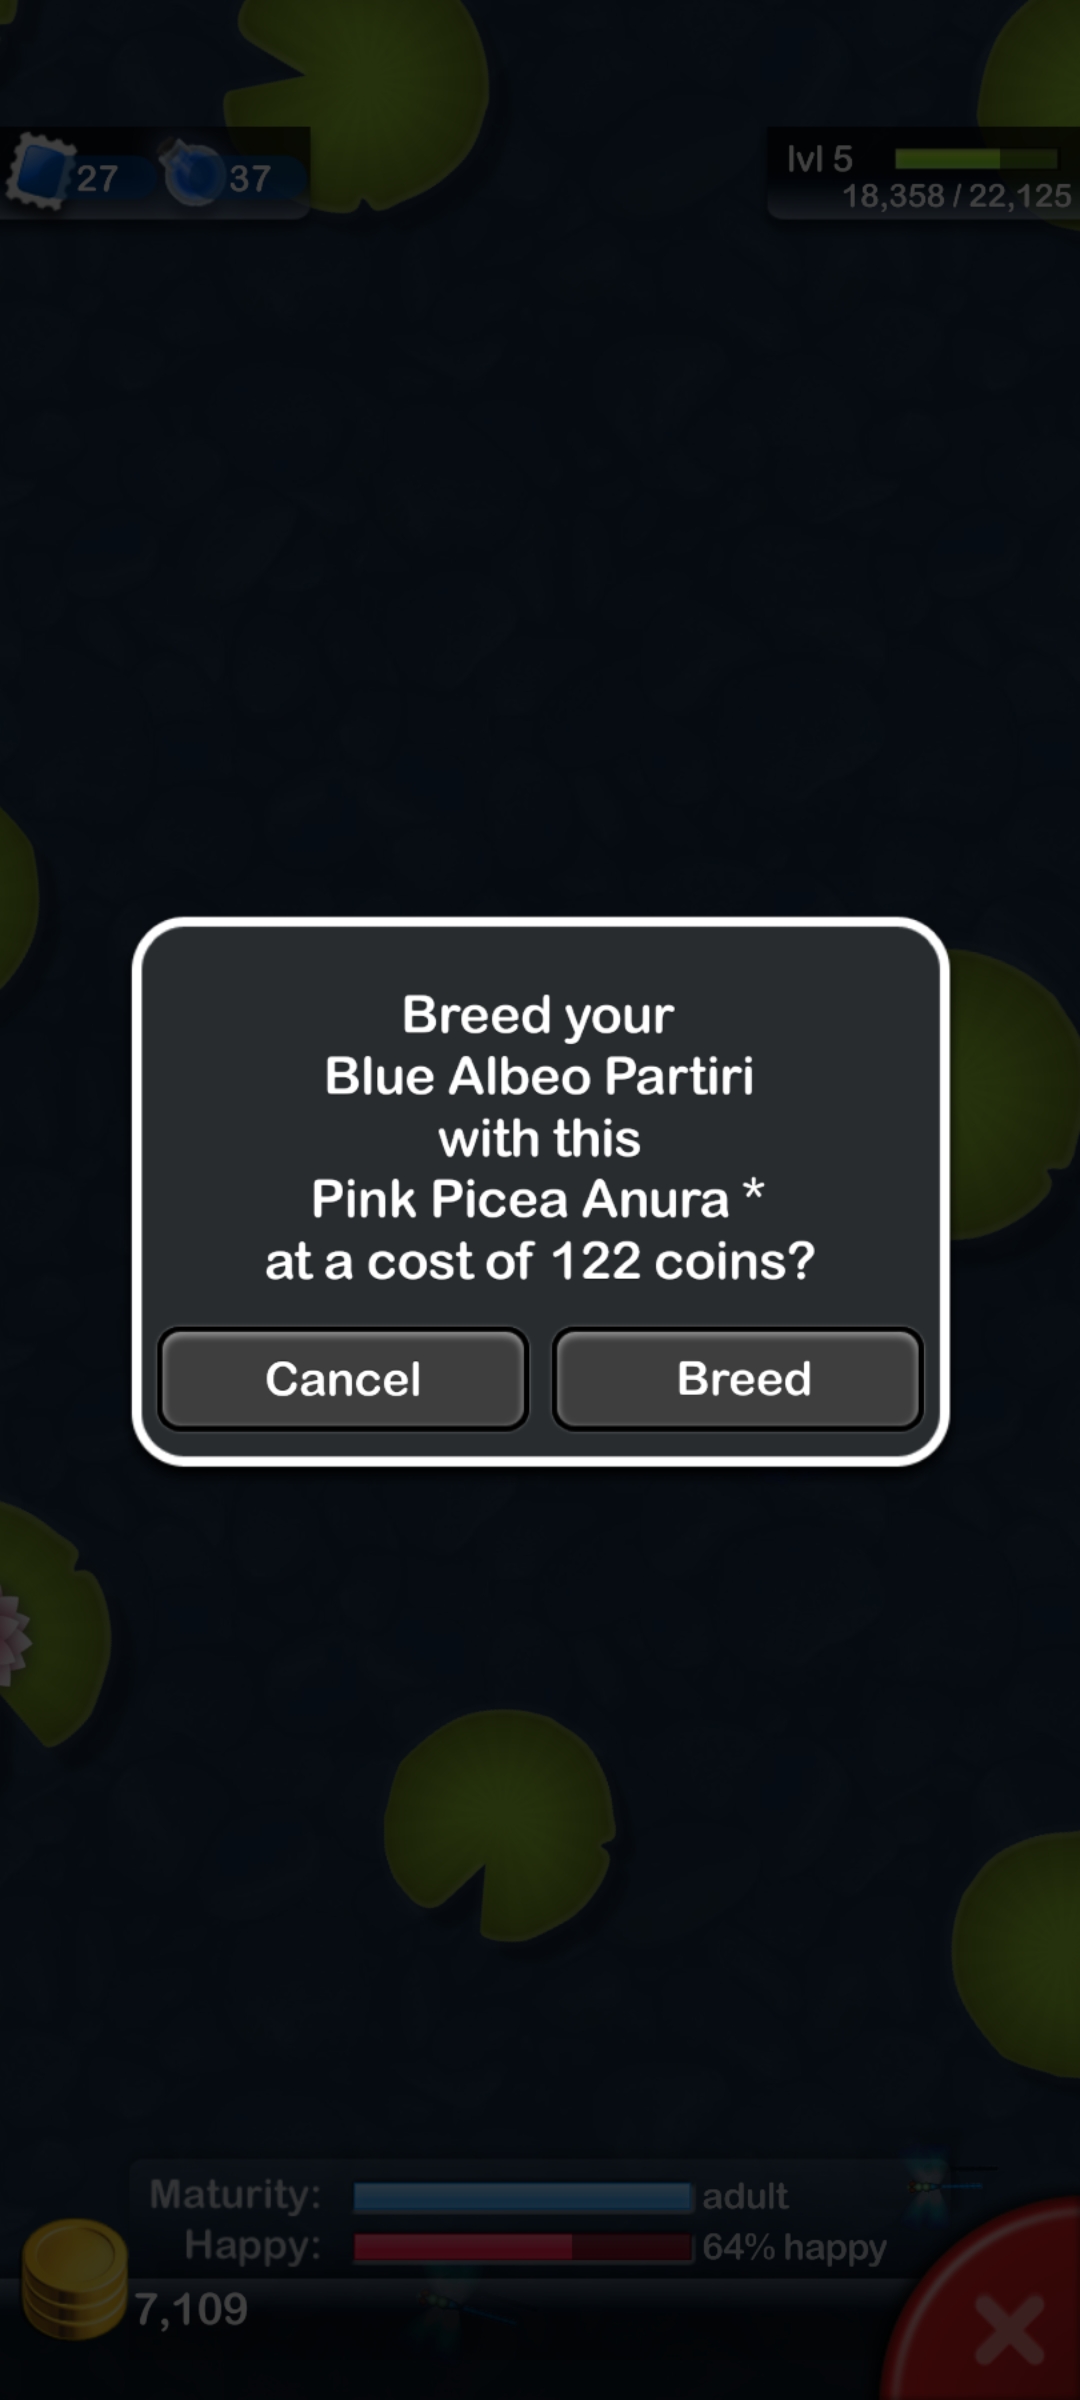 27 37
lvl 5
18,358 / 22,125
Breed your
Blue Albeo Partiri
with this
Pink Picea Anura *
at a cost of 122 coins?
Cancel Breed
Maturity: adult
Happy: 64% happy
7,109